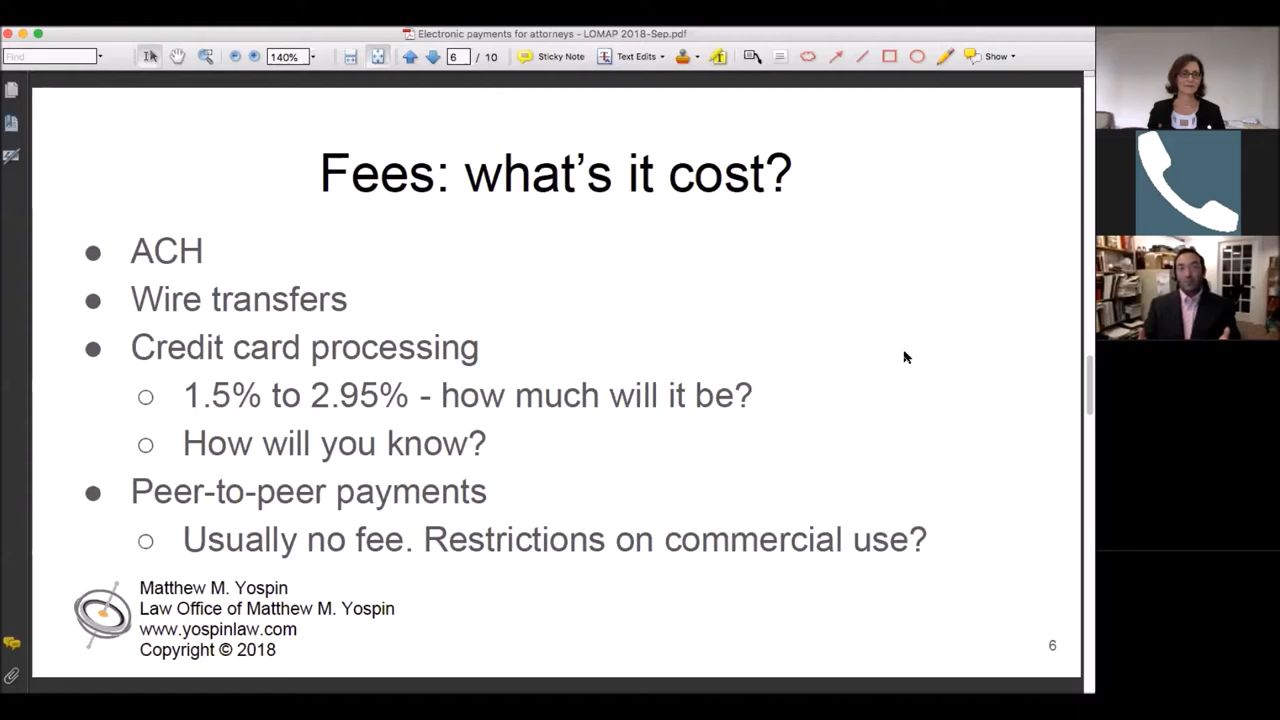 Electronic payments for attorneys - LOMAP 2018-Sep.pdf
Find
140%
6 / 10
Sticky Note
Text Edits
Show
Fees: what's it cost?
● ACH
● Wire transfers
● Credit card processing
○ 1.5% to 2.95% - how much will it be?
○ How will you know?
● Peer-to-peer payments
○ Usually no fee. Restrictions on commercial use?
Matthew M. Yospin
Law Office of Matthew M. Yospin
www.yospinlaw.com
Copyright © 2018
6